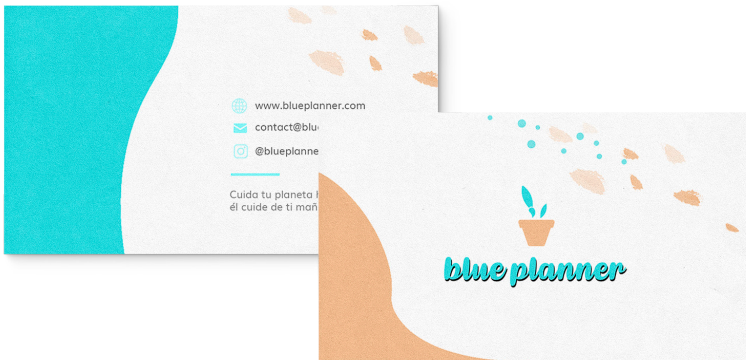 www.blueplanner.com
contact@blu
@blueplanne
Cuida tu planeta
él cuide de ti mañ
blue planner